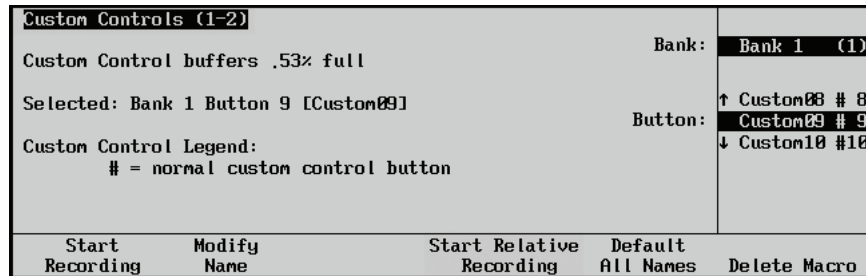 Custom Controls (1-2)
Bank: Bank 1 (1)
Custom Control buffers .53% full
Selected: Bank 1 Button 9 [Custom09]
↑ Custom08 # 8
Button: Custom09 # 9
Custom Control Legend:
↓ Custom10 #10
# = normal custom control button
Start Recording
Modify Name
Start Relative Recording
Default All Names
Delete Macro